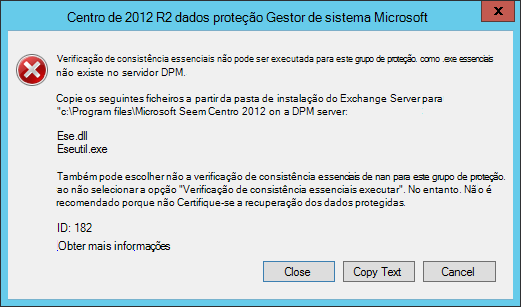 Centro de 2012 R2 dados proteção Gestor de sistema Microsoft
x
Verificação de consistência essenciais não pode ser executada para este grupo de proteção. como .exe essenciais
não existe no servidor DPM.
Copie os seguintes ficheiros a partir da pasta de instalação do Exchange Server para
"c:\Program files\Microsoft Seem Centro 2012 on a DPM server:
Ese.dll
Eseutil.exe
Também pode escolher não a verificação de consistência essenciais de nan para este grupo de proteção.
ao não selecionar a opção "Verificação de consistência essenciais executar". No entanto. Não é
recomendado porque não Certifique-se a recuperação dos dados protegidas.
ID: 182
.Obter mais informações
Close
Copy Text
Cancel